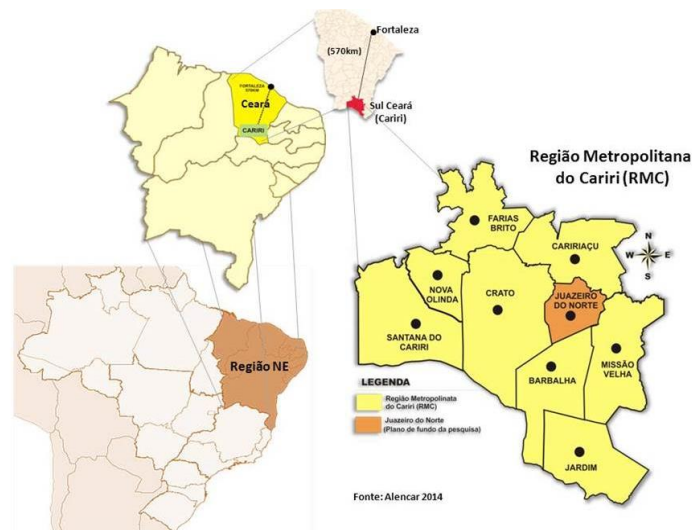 Fortaleza
(570km)
Ceará
CARIRI
Sul Ceará
(Cariri)
Região Metropolitana
do Cariri (RMC)
FARIAS
BRITO
CARIRIAÇU
N
W
E
S
NOVA
OLINDA
CRATO
JUAZEIRO
DO NORTE
SANTANA DO
CARIRI
MISSÃO
VELHA
BARBALHA
JARDIM
Região NE
LEGENDA
Região Metropolinata
do Cariri (RMC)
Juazeiro do Norte
(Plano de fundo da pesquisa)
Fonte: Alencar 2014